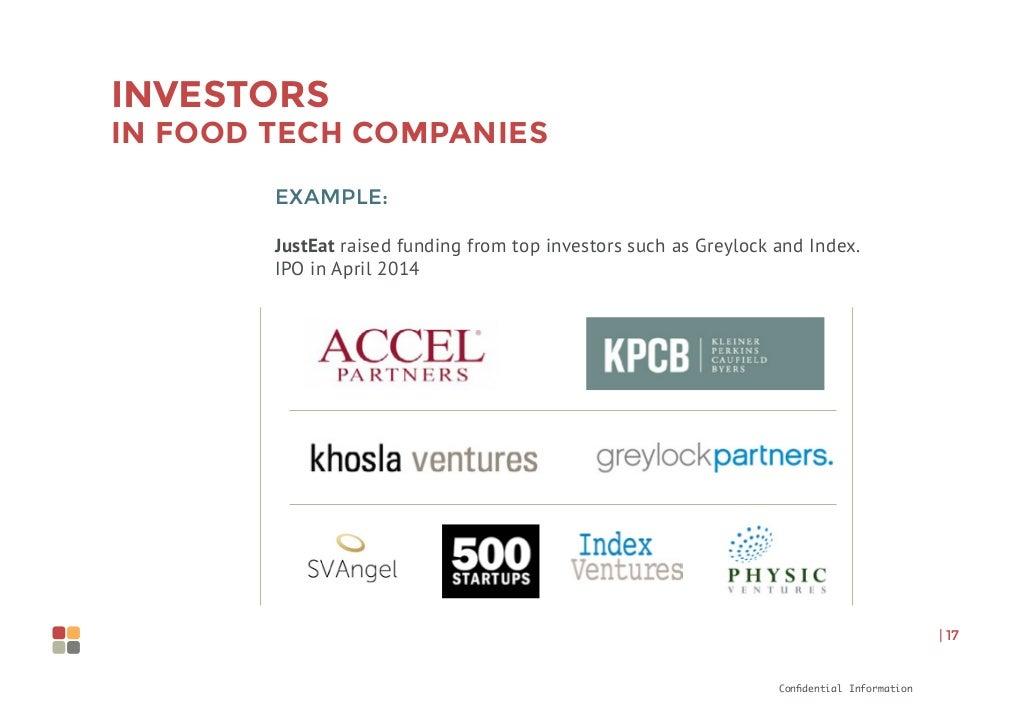 INVESTORS
IN FOOD TECH COMPANIES
EXAMPLE:
JustEat raised funding from top investors such as Greylock and Index.
IPO in April 2014
ACCEL®
PARTNERS
KPCB | KLEINER
PERKINS
CAUFIELD
BYERS
khosla ventures
greylockpartners.
SVAngel
500
STARTUPS
Index
Ventures
PHYSIC
VENTURES
| 17
Confidential Information